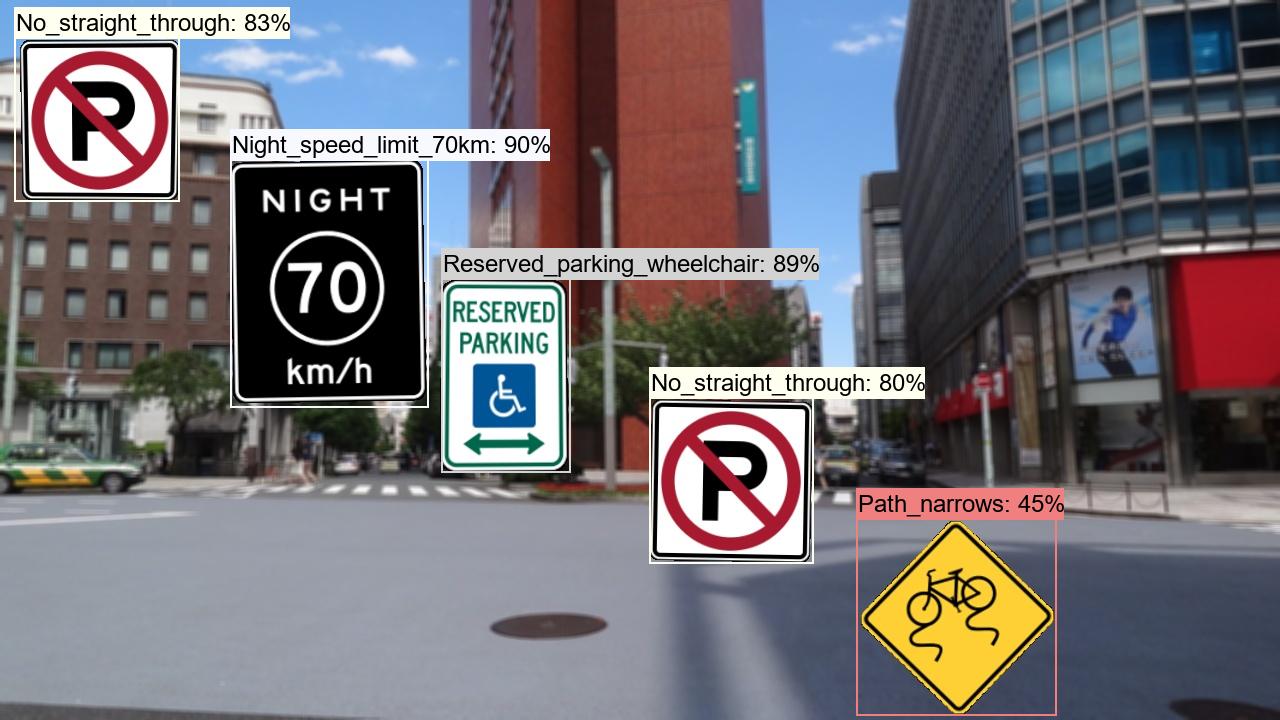 No_straight_through: 83%
P
Night_speed_limit_70km: 90%
NIGHT
70
km/h
Reserved_parking_wheelchair: 89%
RESERVED
PARKING
No_straight_through: 80%
P
Path_narrows: 45%